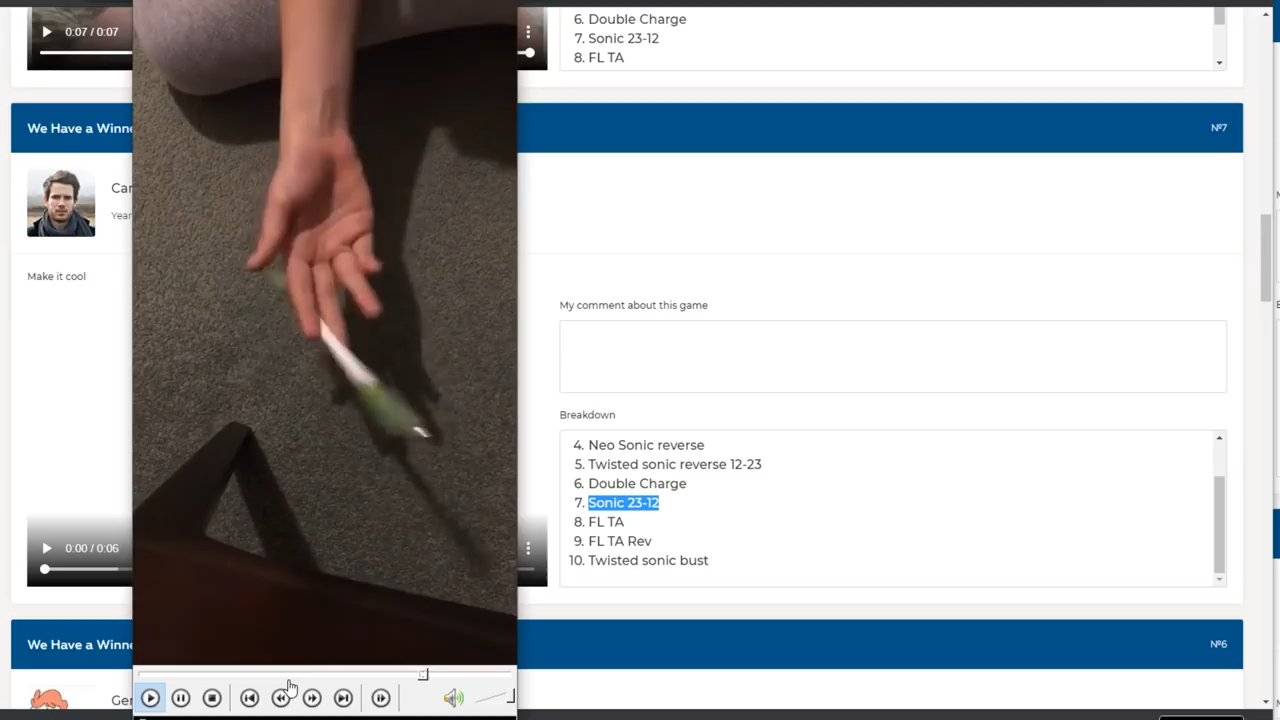 0:07 / 0:07
6. Double Charge
7. Sonic 23-12
8. FL TA
We Have a Winne
Nº7
Car
Year
Make it cool
My comment about this game
Breakdown
4. Neo Sonic reverse
5. Twisted sonic reverse 12-23
6. Double Charge
7. Sonic 23-12
8. FL TA
9. FL TA Rev
10. Twisted sonic bust
0:00 / 0:06
We Have a Winne
Nº6
Ger